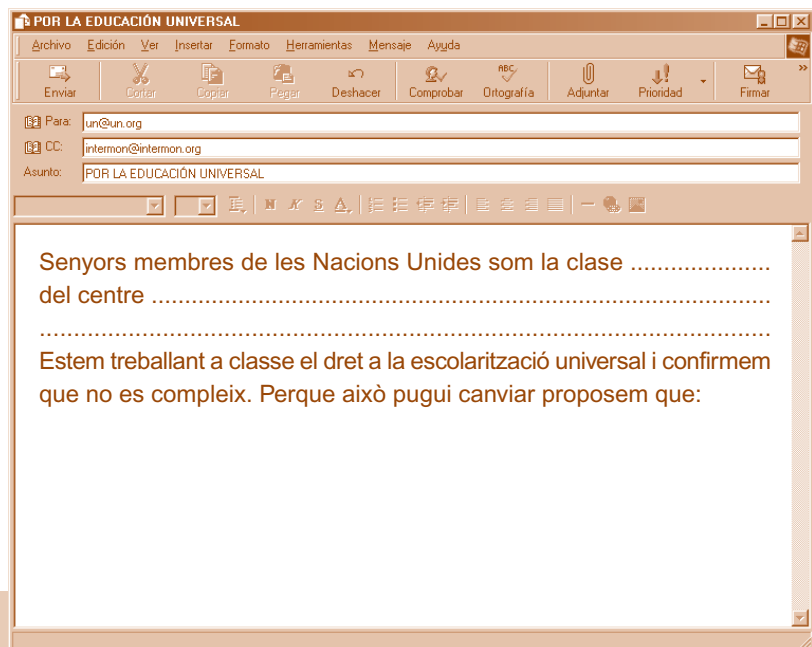 POR LA EDUCACIÓN UNIVERSAL
Archivo Edición Ver Insertar Formato Herramientas Mensaje Ayuda
Enviar Cortar Copiar Pegar Deshacer Comprobar Ortografía Adjuntar Prioridad Firmar
Para: un@un.org
CC: intermon@intermon.org
Asunto: POR LA EDUCACIÓN UNIVERSAL
Senyors membres de les Nacions Unides som la clase .....................
del centre .............................................................................................
..............................................................................................................
Estem treballant a classe el dret a la escolarització universal i confirmem
que no es compleix. Perque això pugui canviar proposem que: